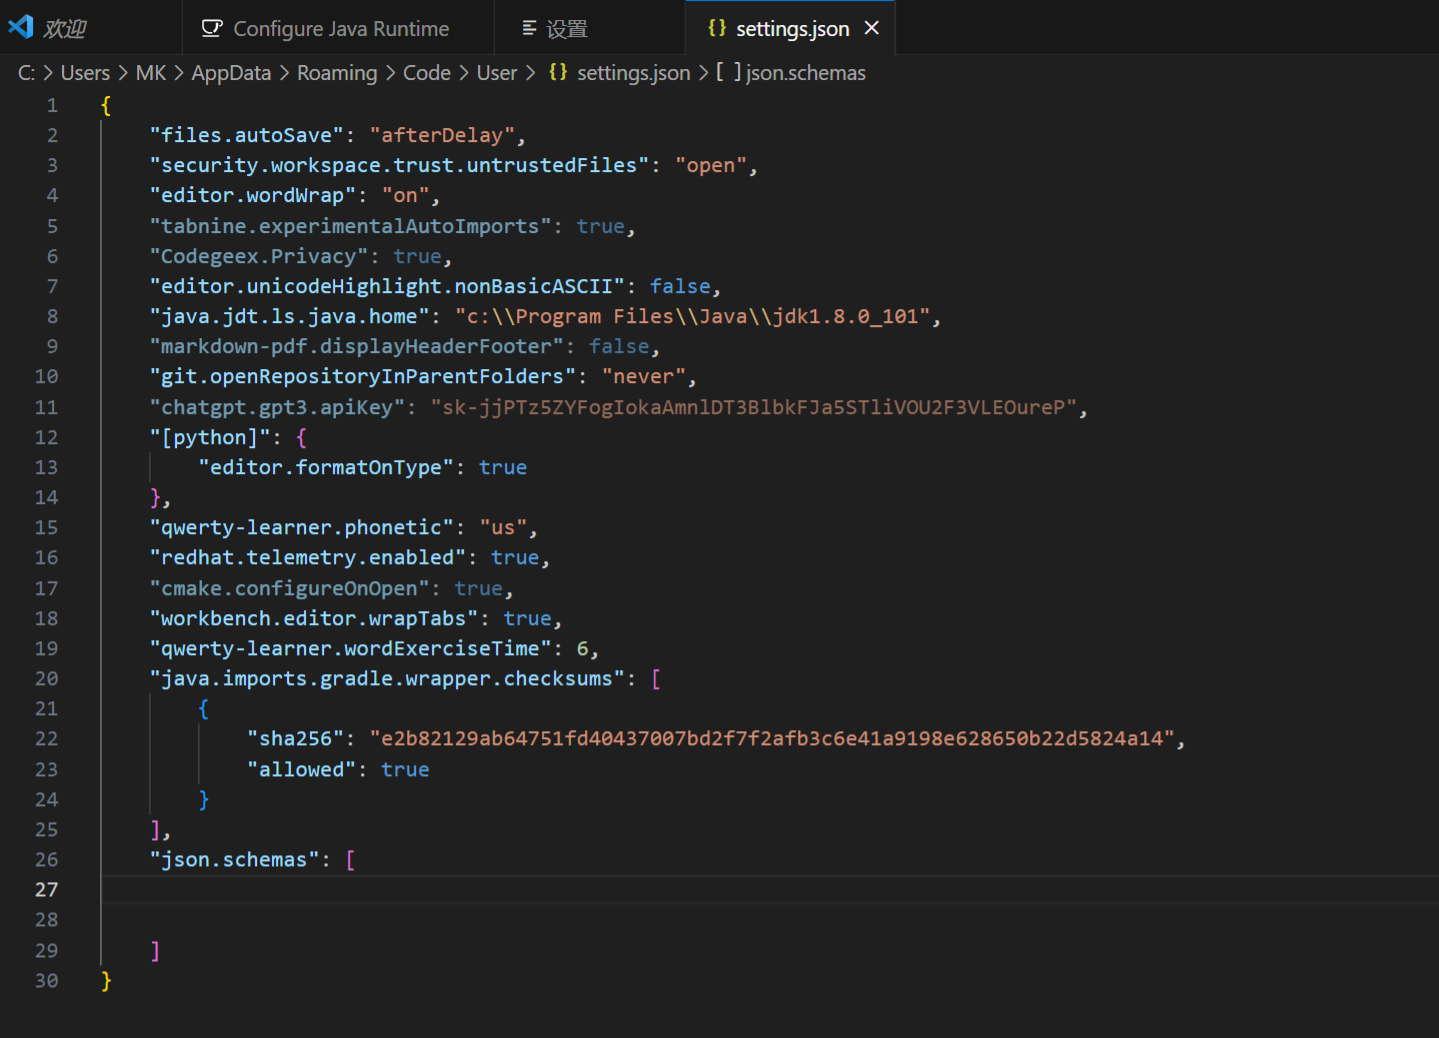 欢迎 Configure Java Runtime 设置 {} settings.json ×
C: > Users > MK > AppData > Roaming > Code > User > {} settings.json > [ ] json.schemas
1 {
2 "files.autoSave": "afterDelay",
3 "security.workspace.trust.untrustedFiles": "open",
4 "editor.wordWrap": "on",
5 "tabnine.experimentalAutoImports": true,
6 "Codegeex.Privacy": true,
7 "editor.unicodeHighlight.nonBasicASCII": false,
8 "java.jdt.ls.java.home": "c:\\Program Files\\Java\\jdk1.8.0_101",
9 "markdown-pdf.displayHeaderFooter": false,
10 "git.openRepositoryInParentFolders": "never",
11 "chatgpt.gpt3.apiKey": "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",
12 "[python]": {
13 "editor.formatOnType": true
14 },
15 "qwerty-learner.phonetic": "us",
16 "redhat.telemetry.enabled": true,
17 "cmake.configureOnOpen": true,
18 "workbench.editor.wrapTabs": true,
19 "qwerty-learner.wordExerciseTime": 6,
20 "java.imports.gradle.wrapper.checksums": [
21 {
22 "sha256": "e2b82129ab64751fd40437007bd2f7f2afb3c6e41a9198e628650b22d5824a14",
23 "allowed": true
24 }
25 ],
26 "json.schemas": [
27
28
29 ]
30 }